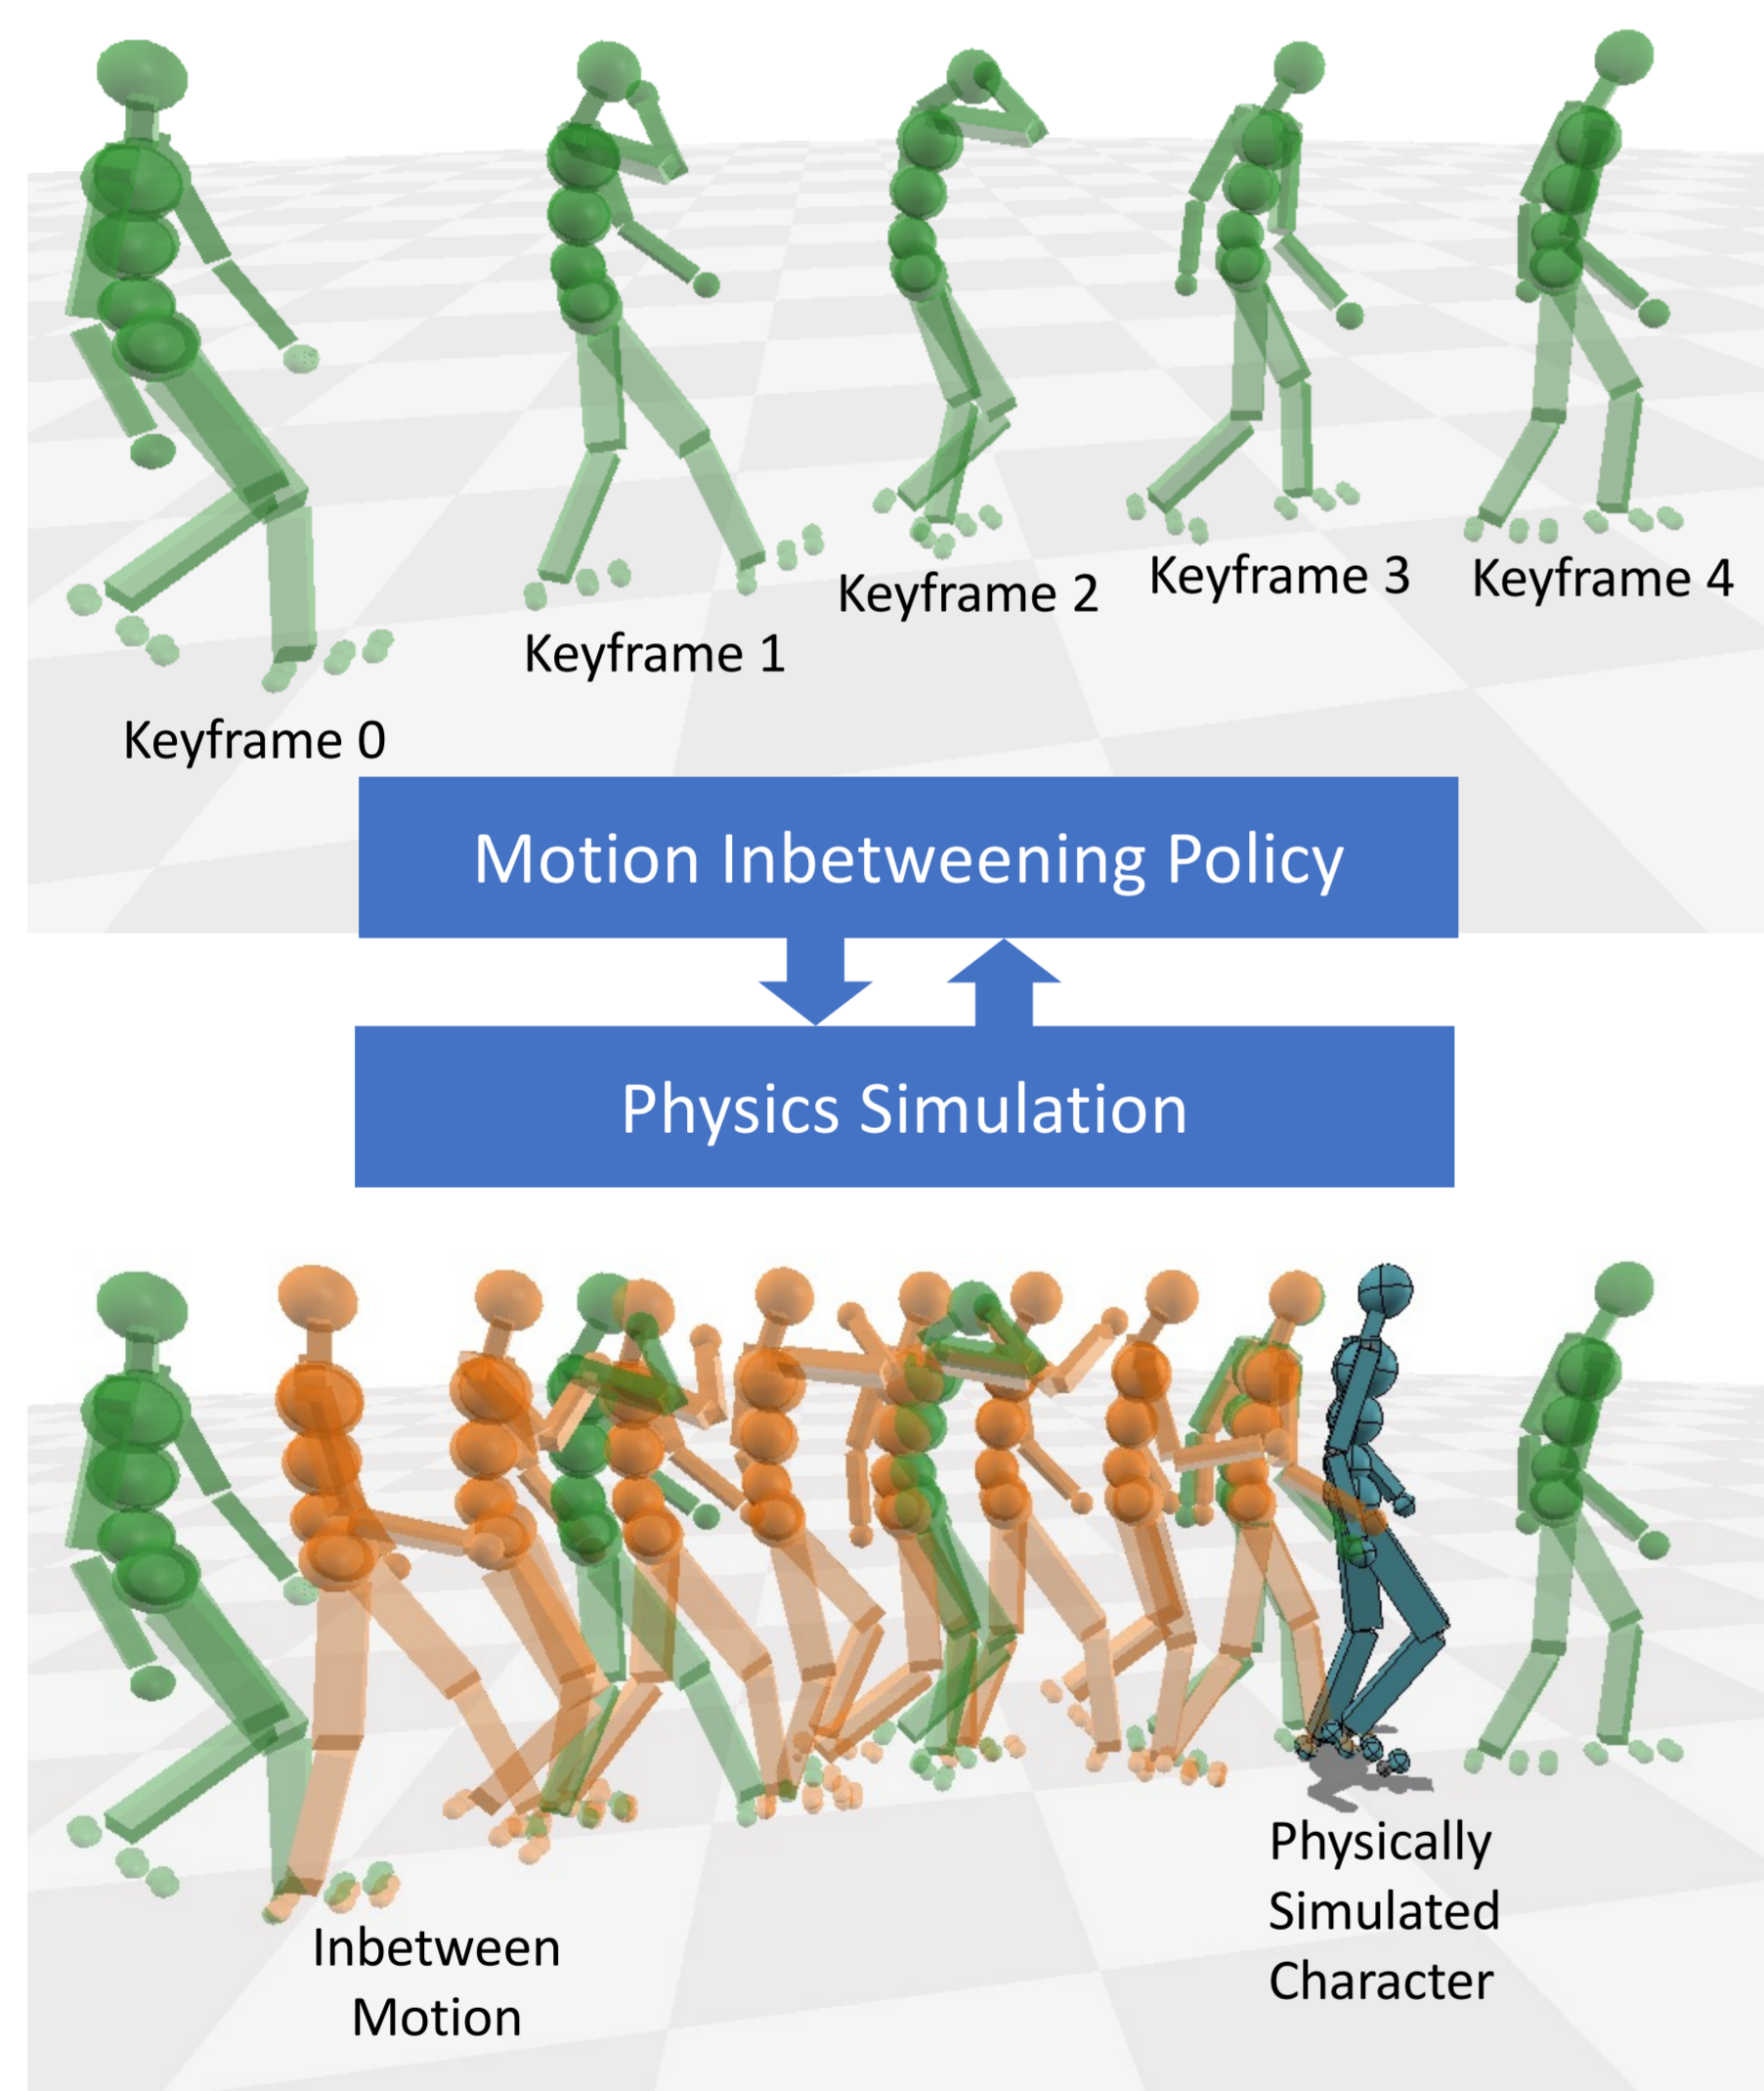 Keyframe 0
Keyframe 1
Keyframe 2
Keyframe 3
Keyframe 4
Motion Inbetweening Policy
Physics Simulation
Inbetween
Motion
Physically
Simulated
Character